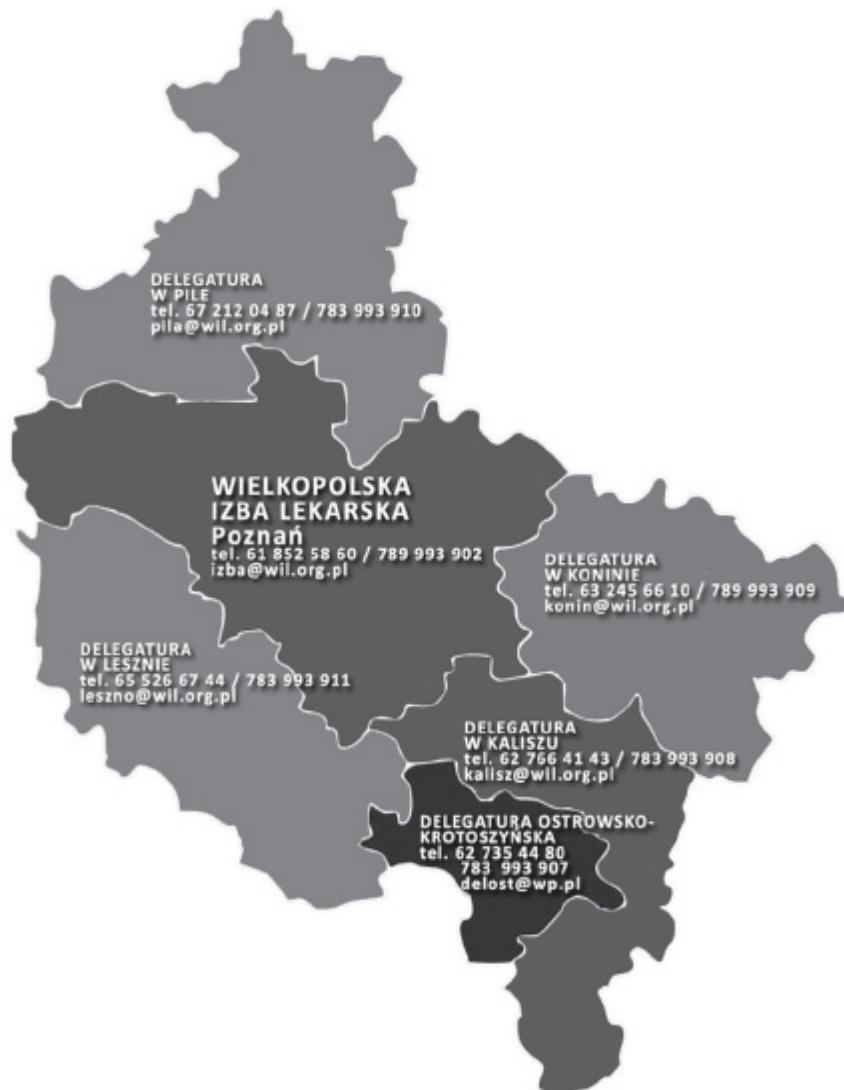 DELEGATURA
W PILE
tel. 67 212 04 87 / 783 993 910
pila@wil.org.pl
WIELKOPOLSKA
IZBA LEKARSKA
Poznań
tel. 61 852 58 60 / 789 993 902
izba@wil.org.pl
DELEGATURA
W KONINIE
tel. 63 245 66 10 / 789 993 909
konin@wil.org.pl
DELEGATURA
W LESZNIE
tel. 65 526 67 44 / 783 993 911
leszno@wil.org.pl
DELEGATURA
W KALISZU
tel. 62 766 41 43 / 783 993 908
kalisz@wil.org.pl
DELEGATURA OSTROWSKO-
KROTOSZYŃSKA
tel. 62 735 44 80
783 993 907
delost@wp.pl